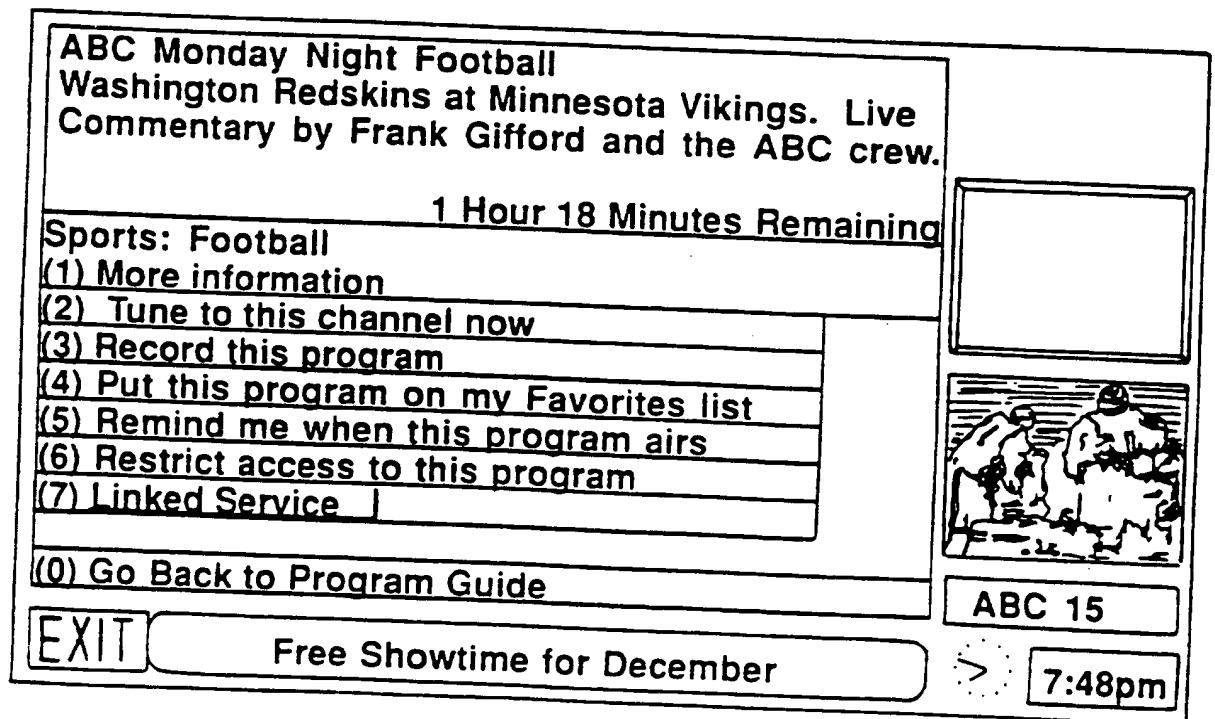 ABC Monday Night Football
Washington Redskins at Minnesota Vikings. Live
Commentary by Frank Gifford and the ABC crew.
1 Hour 18 Minutes Remaining
Sports: Football
(1) More information
(2) Tune to this channel now
(3) Record this program
(4) Put this program on my Favorites list
(5) Remind me when this program airs
(6) Restrict access to this program
(7) Linked Service
(0) Go Back to Program Guide
ABC 15
EXIT
Free Showtime for December
7:48pm